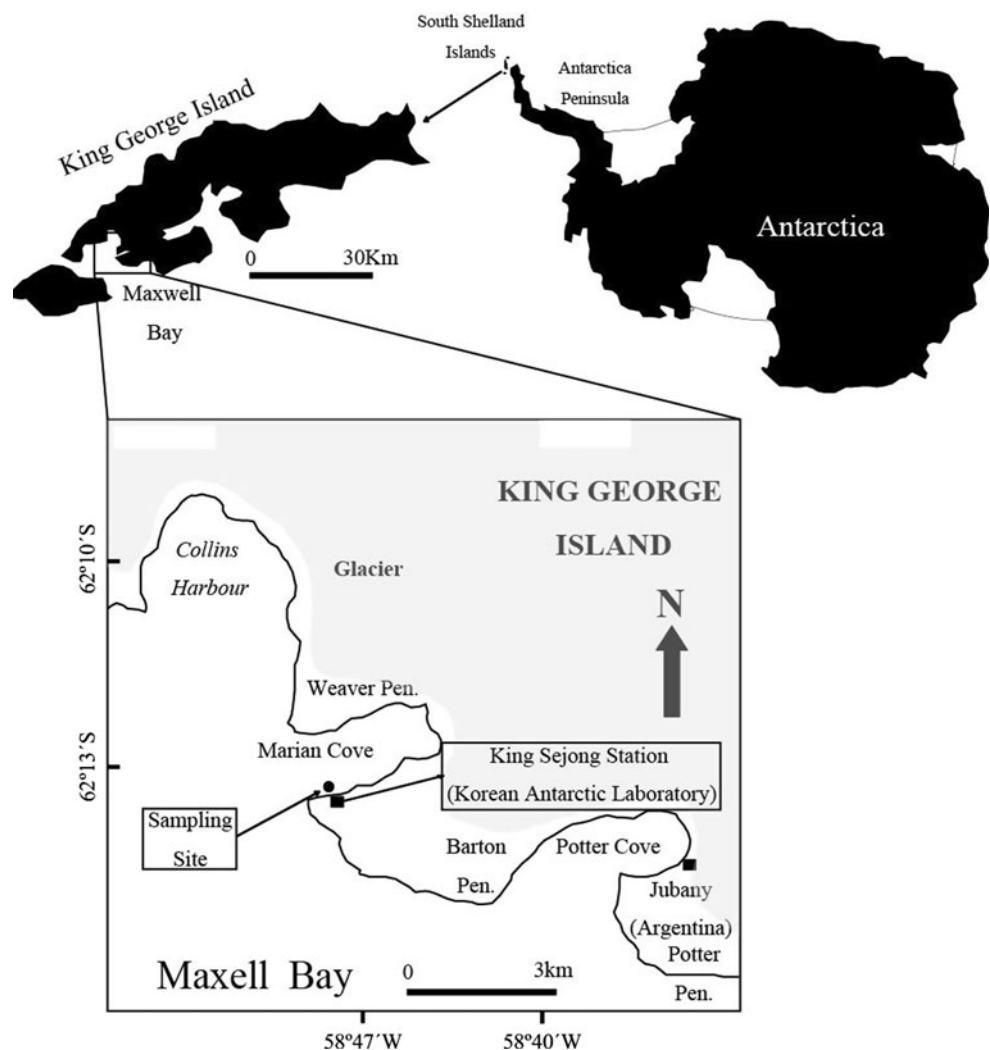 South Shelland
Islands
Antarctica
Peninsula
King George Island
Antarctica
0 30Km
Maxwell
Bay
KING GEORGE
ISLAND
62°10´S
Collins
Harbour
Glacier
N
Weaver Pen.
Marian Cove
62°13´S
King Sejong Station
(Korean Antarctic Laboratory)
Sampling
Site
Barton
Pen.
Potter Cove
Jubany
(Argentina)
Potter
Pen.
Maxell Bay
0 3km
58°47´W 58°40´W